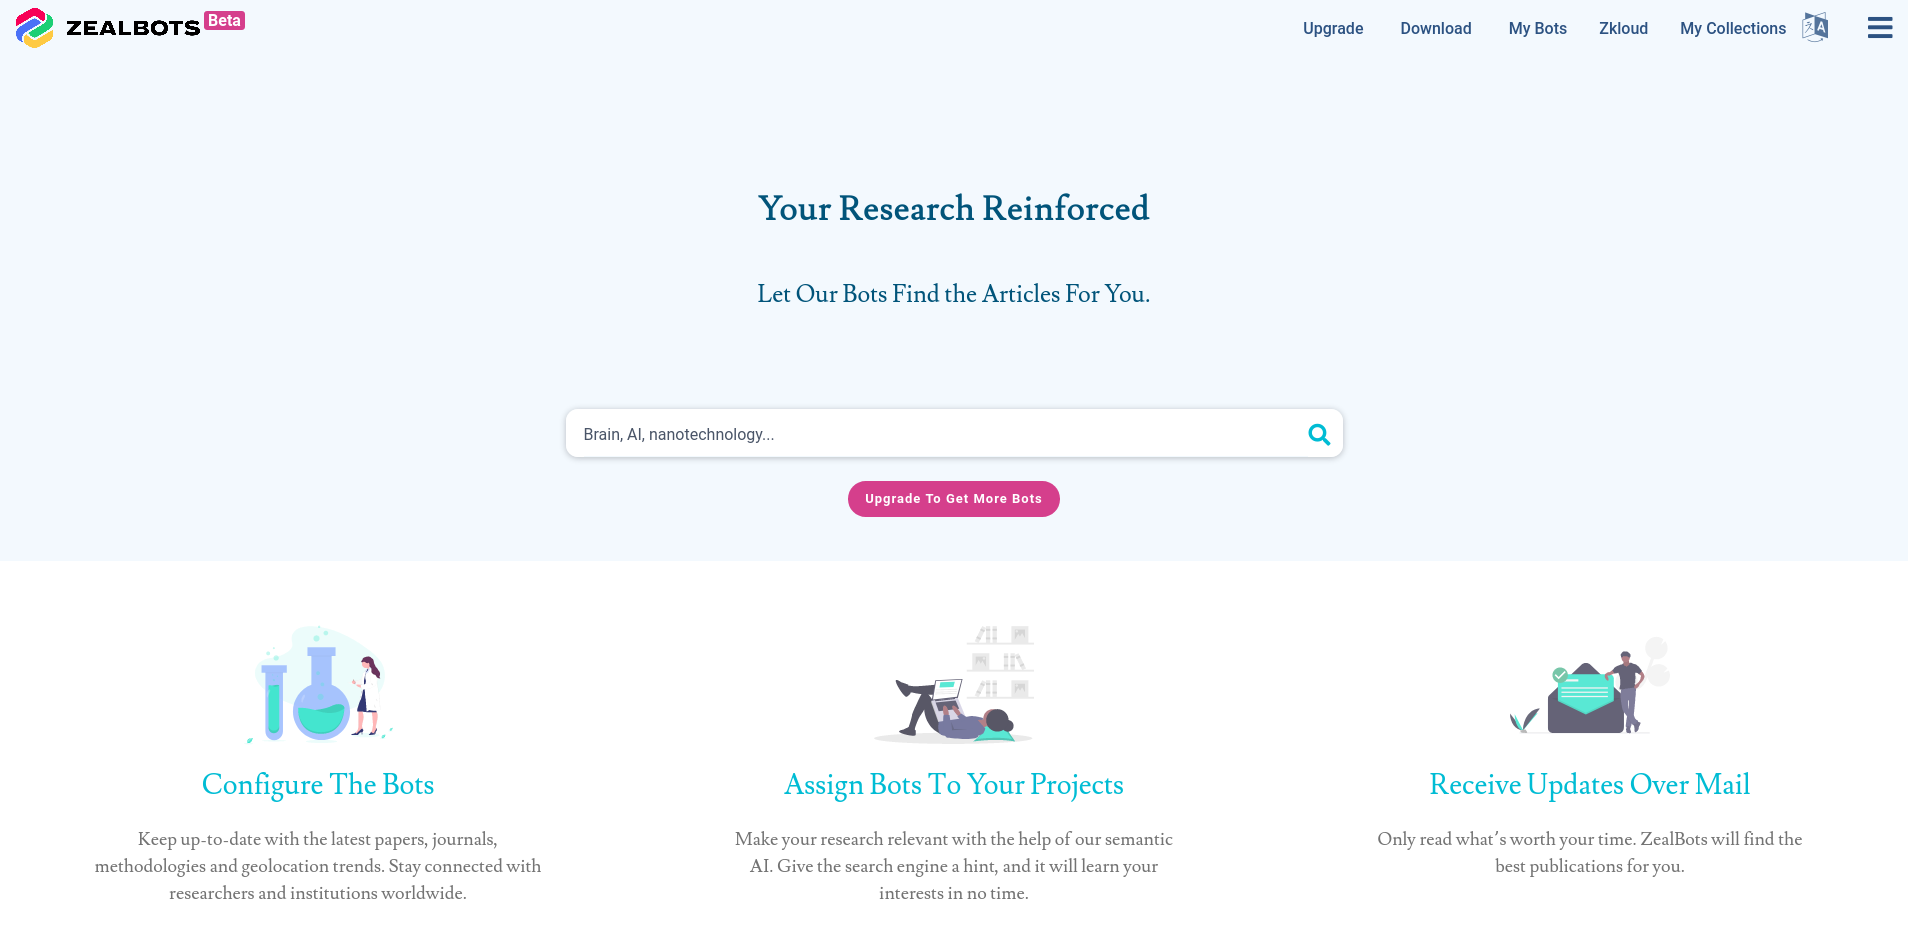 ZEALBOTS Beta
Upgrade Download My Bots Zkloud My Collections
Your Research Reinforced
Let Our Bots Find the Articles For You.
Brain, AI, nanotechnology...
Upgrade To Get More Bots
Configure The Bots
Keep up-to-date with the latest papers, journals,
methodologies and geolocation trends. Stay connected with
researchers and institutions worldwide.
Assign Bots To Your Projects
Make your research relevant with the help of our semantic
AI. Give the search engine a hint, and it will learn your
interests in no time.
Receive Updates Over Mail
Only read what's worth your time. ZealBots will find the
best publications for you.